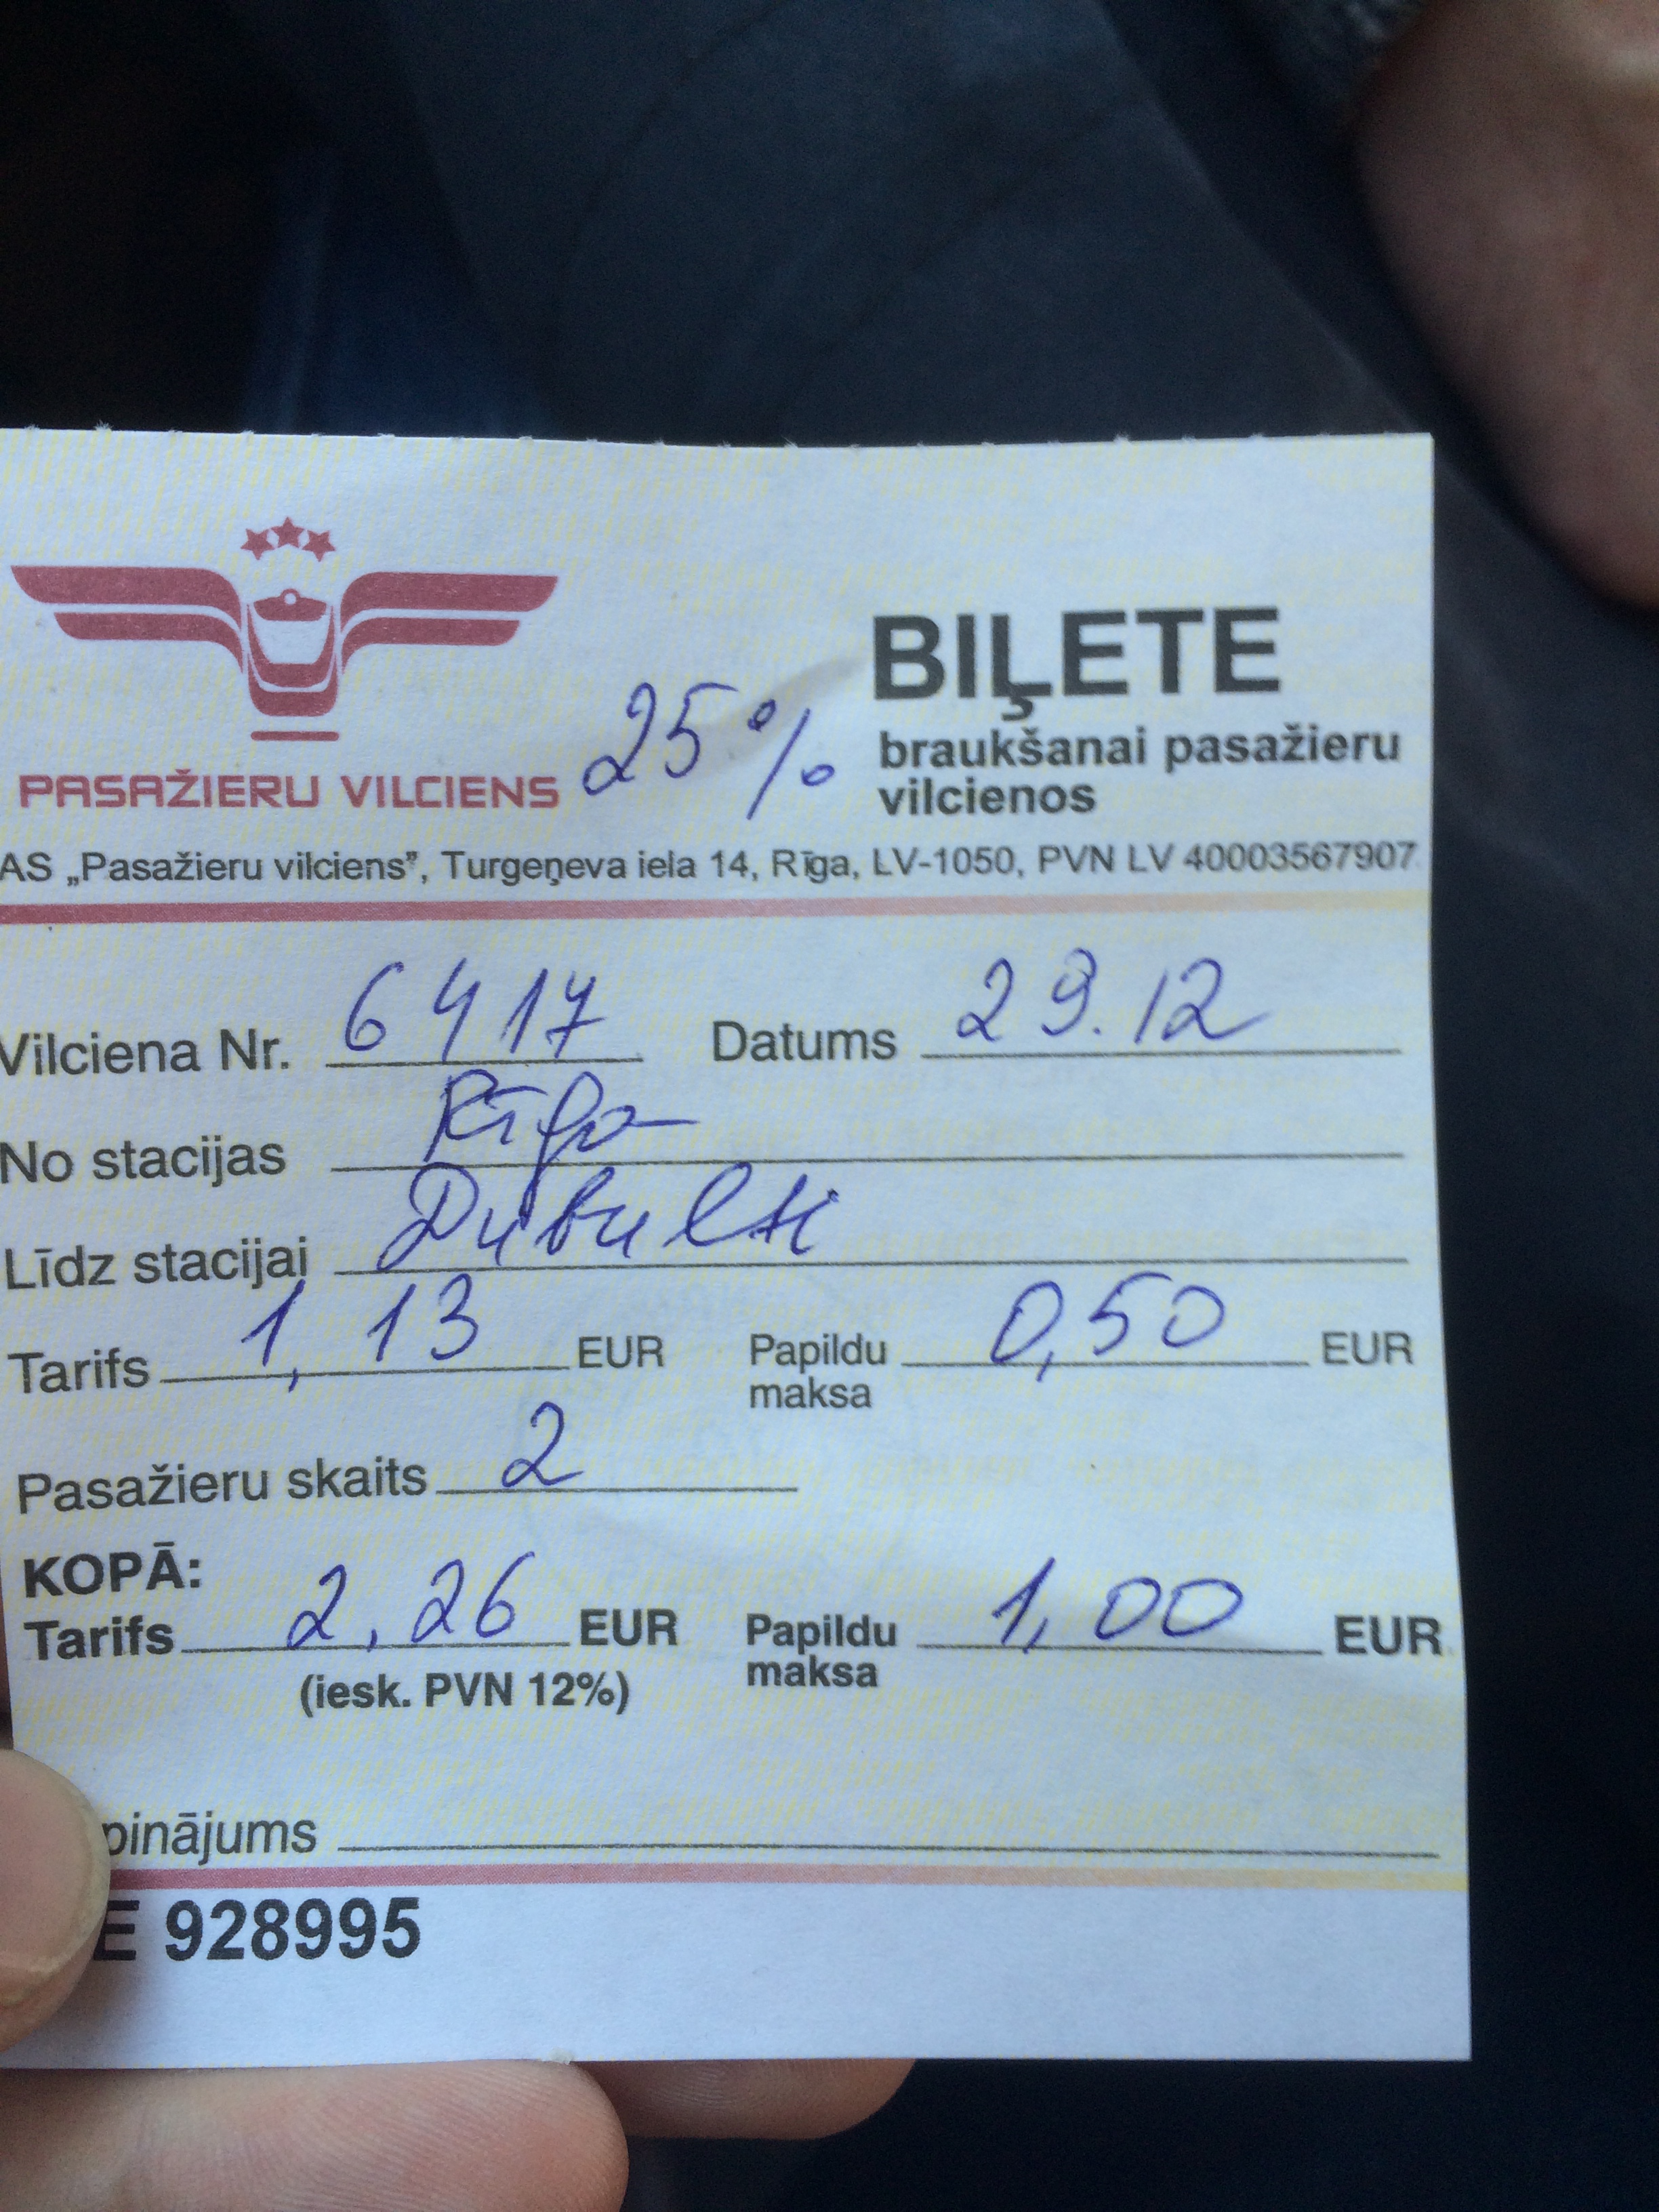 PASAŽIERU VILCIENS
25%
BIĻETE
braukšanai pasažieru
vilcienos
AS „Pasažieru vilciens”, Turgeņeva iela 14, Rīga, LV-1050, PVN LV 40003567907
Vilciena Nr. 6417 Datums 29.12
No stacijas Rīga
Līdz stacijai Dubulti
Tarifs 1,13 EUR Papildu maksa 0,50 EUR
Pasažieru skaits 2
KOPĀ:
Tarifs 2,26 EUR Papildu maksa 1,00 EUR
(iesk. PVN 12%)
pinājums
E 928995